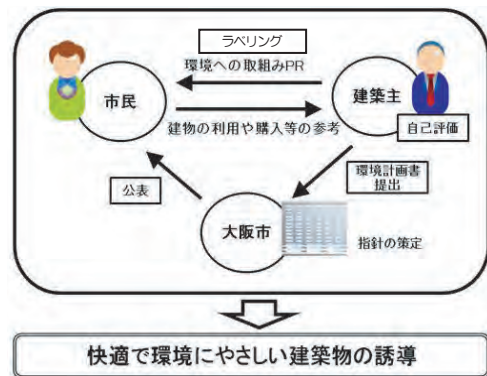 ラベリング
環境への取組みPR
市民
建築主
建物の利用や購入等の参考
自己評価
環境計画書
提出
公表
大阪市
指針の策定
快適で環境にやさしい建築物の誘導